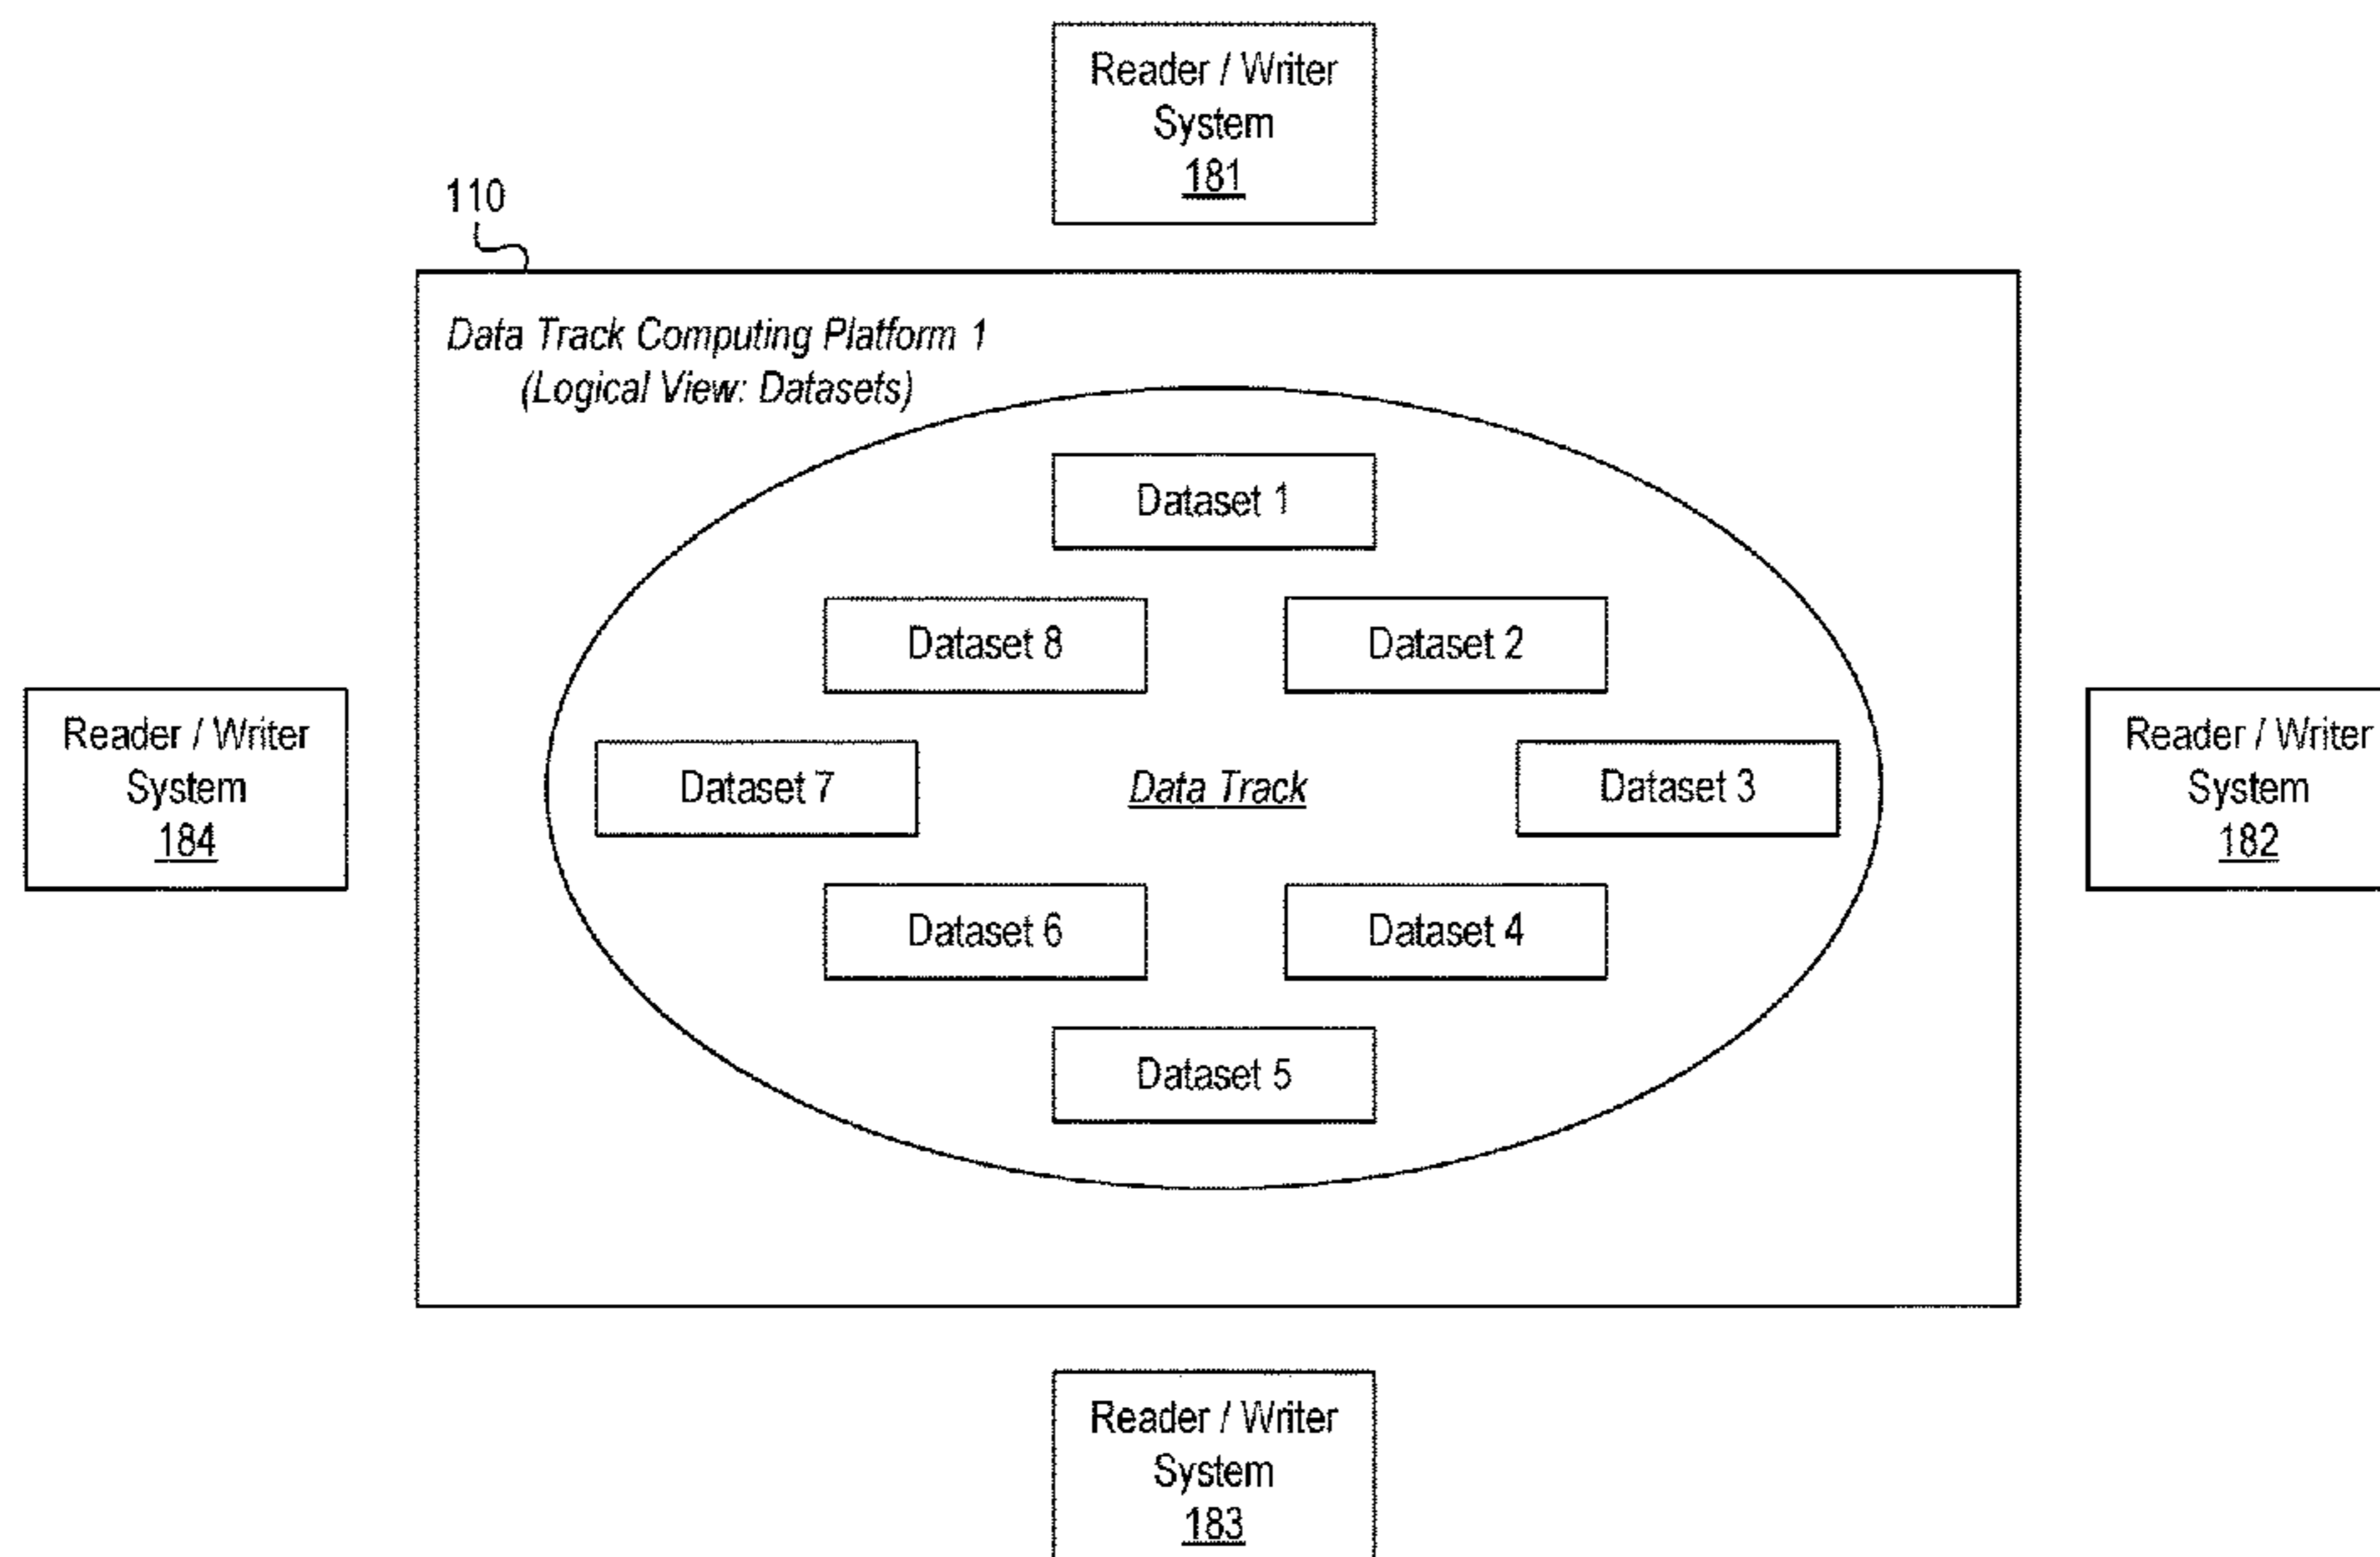 Reader / Writer
System
181
110
Data Track Computing Platform 1
(Logical View: Datasets)
Dataset 1
Dataset 8
Dataset 2
Reader / Writer
System
184
Dataset 7
Data Track
Dataset 3
Reader / Writer
System
182
Dataset 6
Dataset 4
Dataset 5
Reader / Writer
System
183